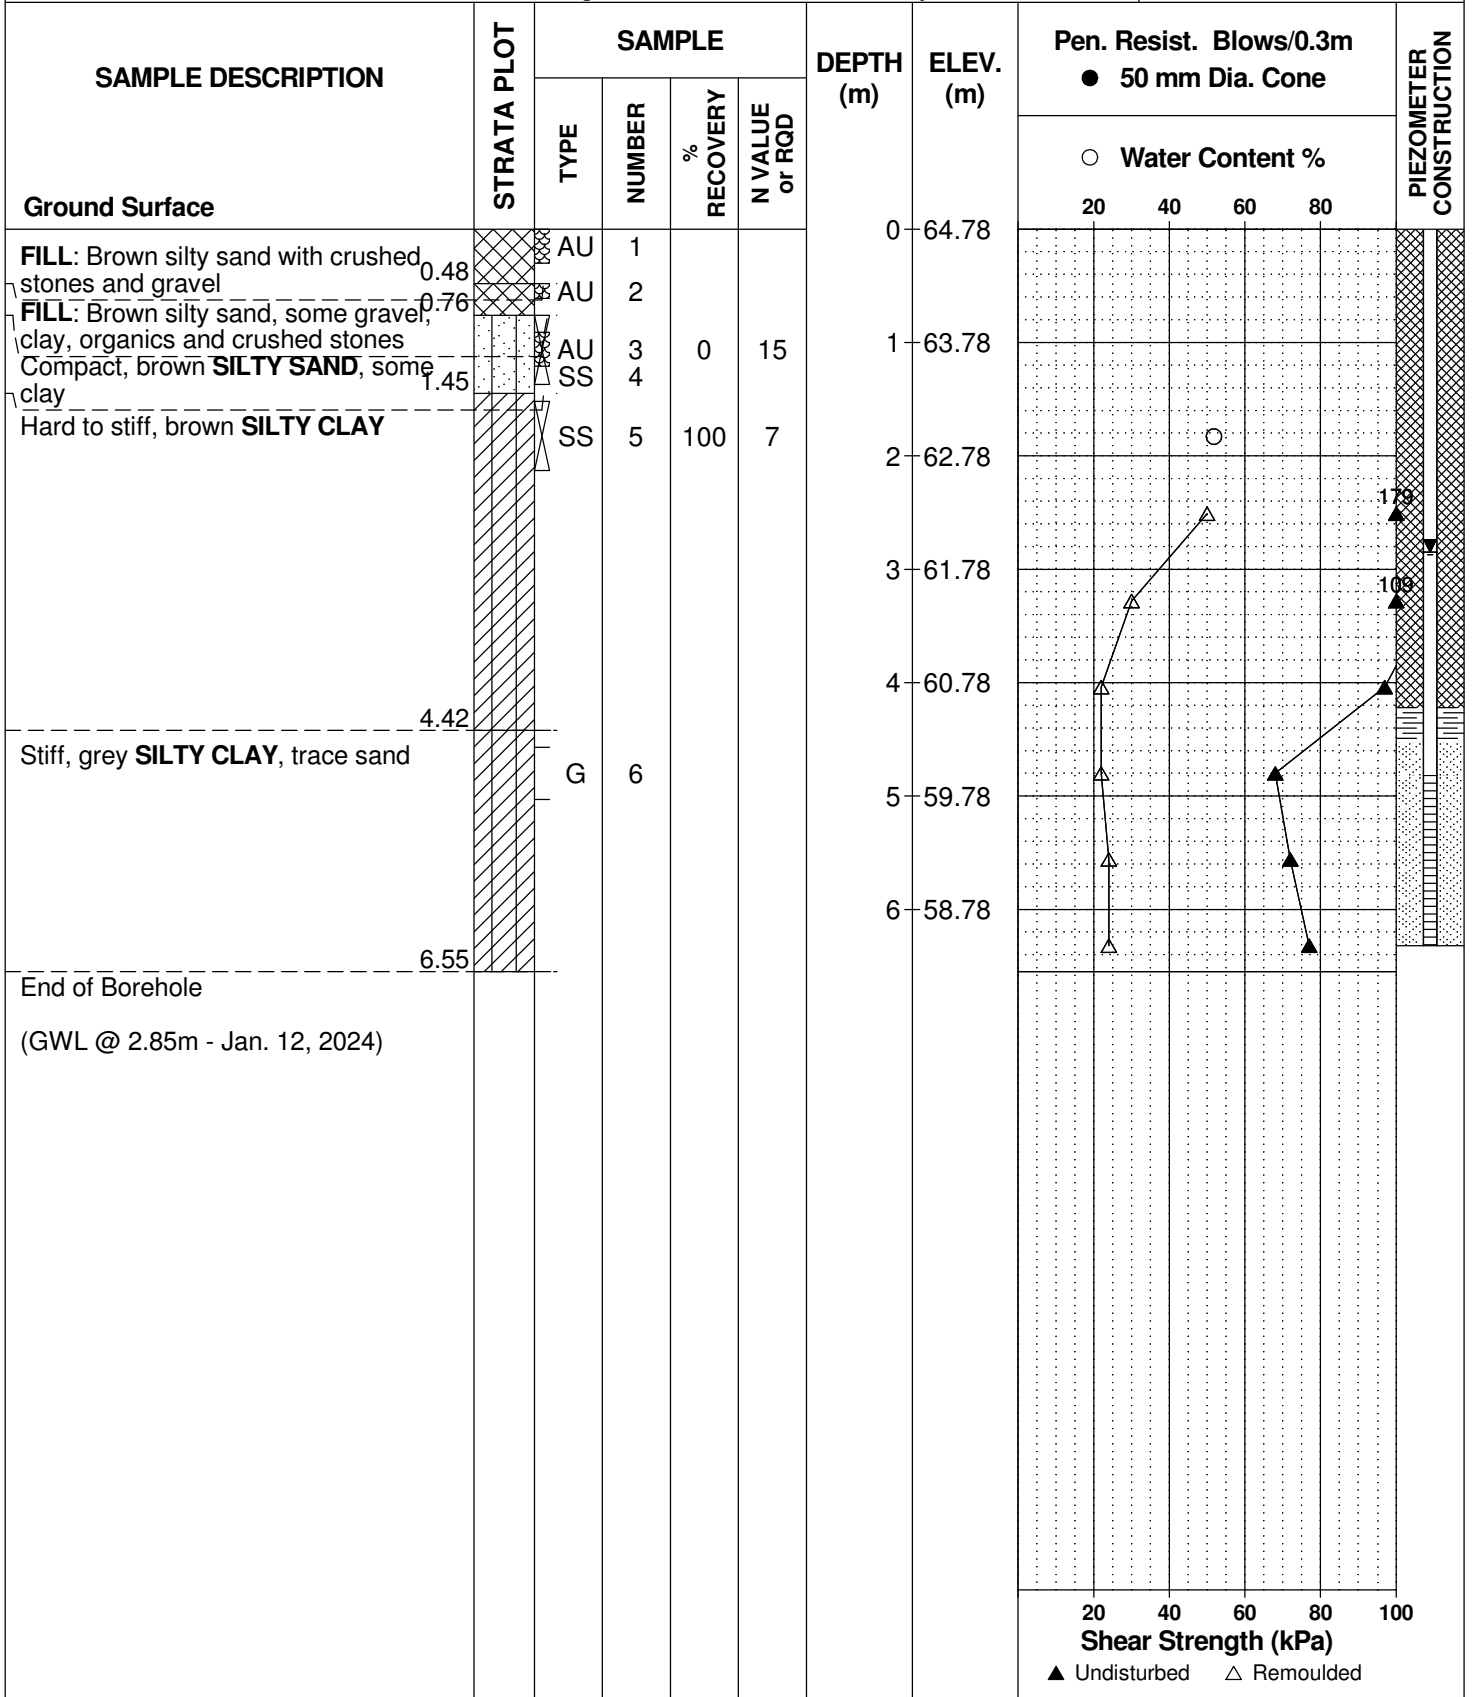 SAMPLE DESCRIPTION
Ground Surface
STRATA PLOT
SAMPLE
TYPE
NUMBER
% RECOVERY
N VALUE or RQD
DEPTH (m)
ELEV. (m)
Pen. Resist. Blows/0.3m
● 50 mm Dia. Cone
○ Water Content %
20 40 60 80
PIEZOMETER CONSTRUCTION
0 64.78
FILL: Brown silty sand with crushed
stones and gravel
0.48
AU 1
AU 2
FILL: Brown silty sand, some gravel,
clay, organics and crushed stones
0.76
1 63.78
AU 3 0 15
Compact, brown SILTY SAND, some
clay
1.45
SS 4
Hard to stiff, brown SILTY CLAY
SS 5 100 7
2 62.78
179
3 61.78
109
4 60.78
4.42
Stiff, grey SILTY CLAY, trace sand
G 6
5 59.78
6 58.78
6.55
End of Borehole
(GWL @ 2.85m - Jan. 12, 2024)
20 40 60 80 100
Shear Strength (kPa)
▲ Undisturbed △ Remoulded